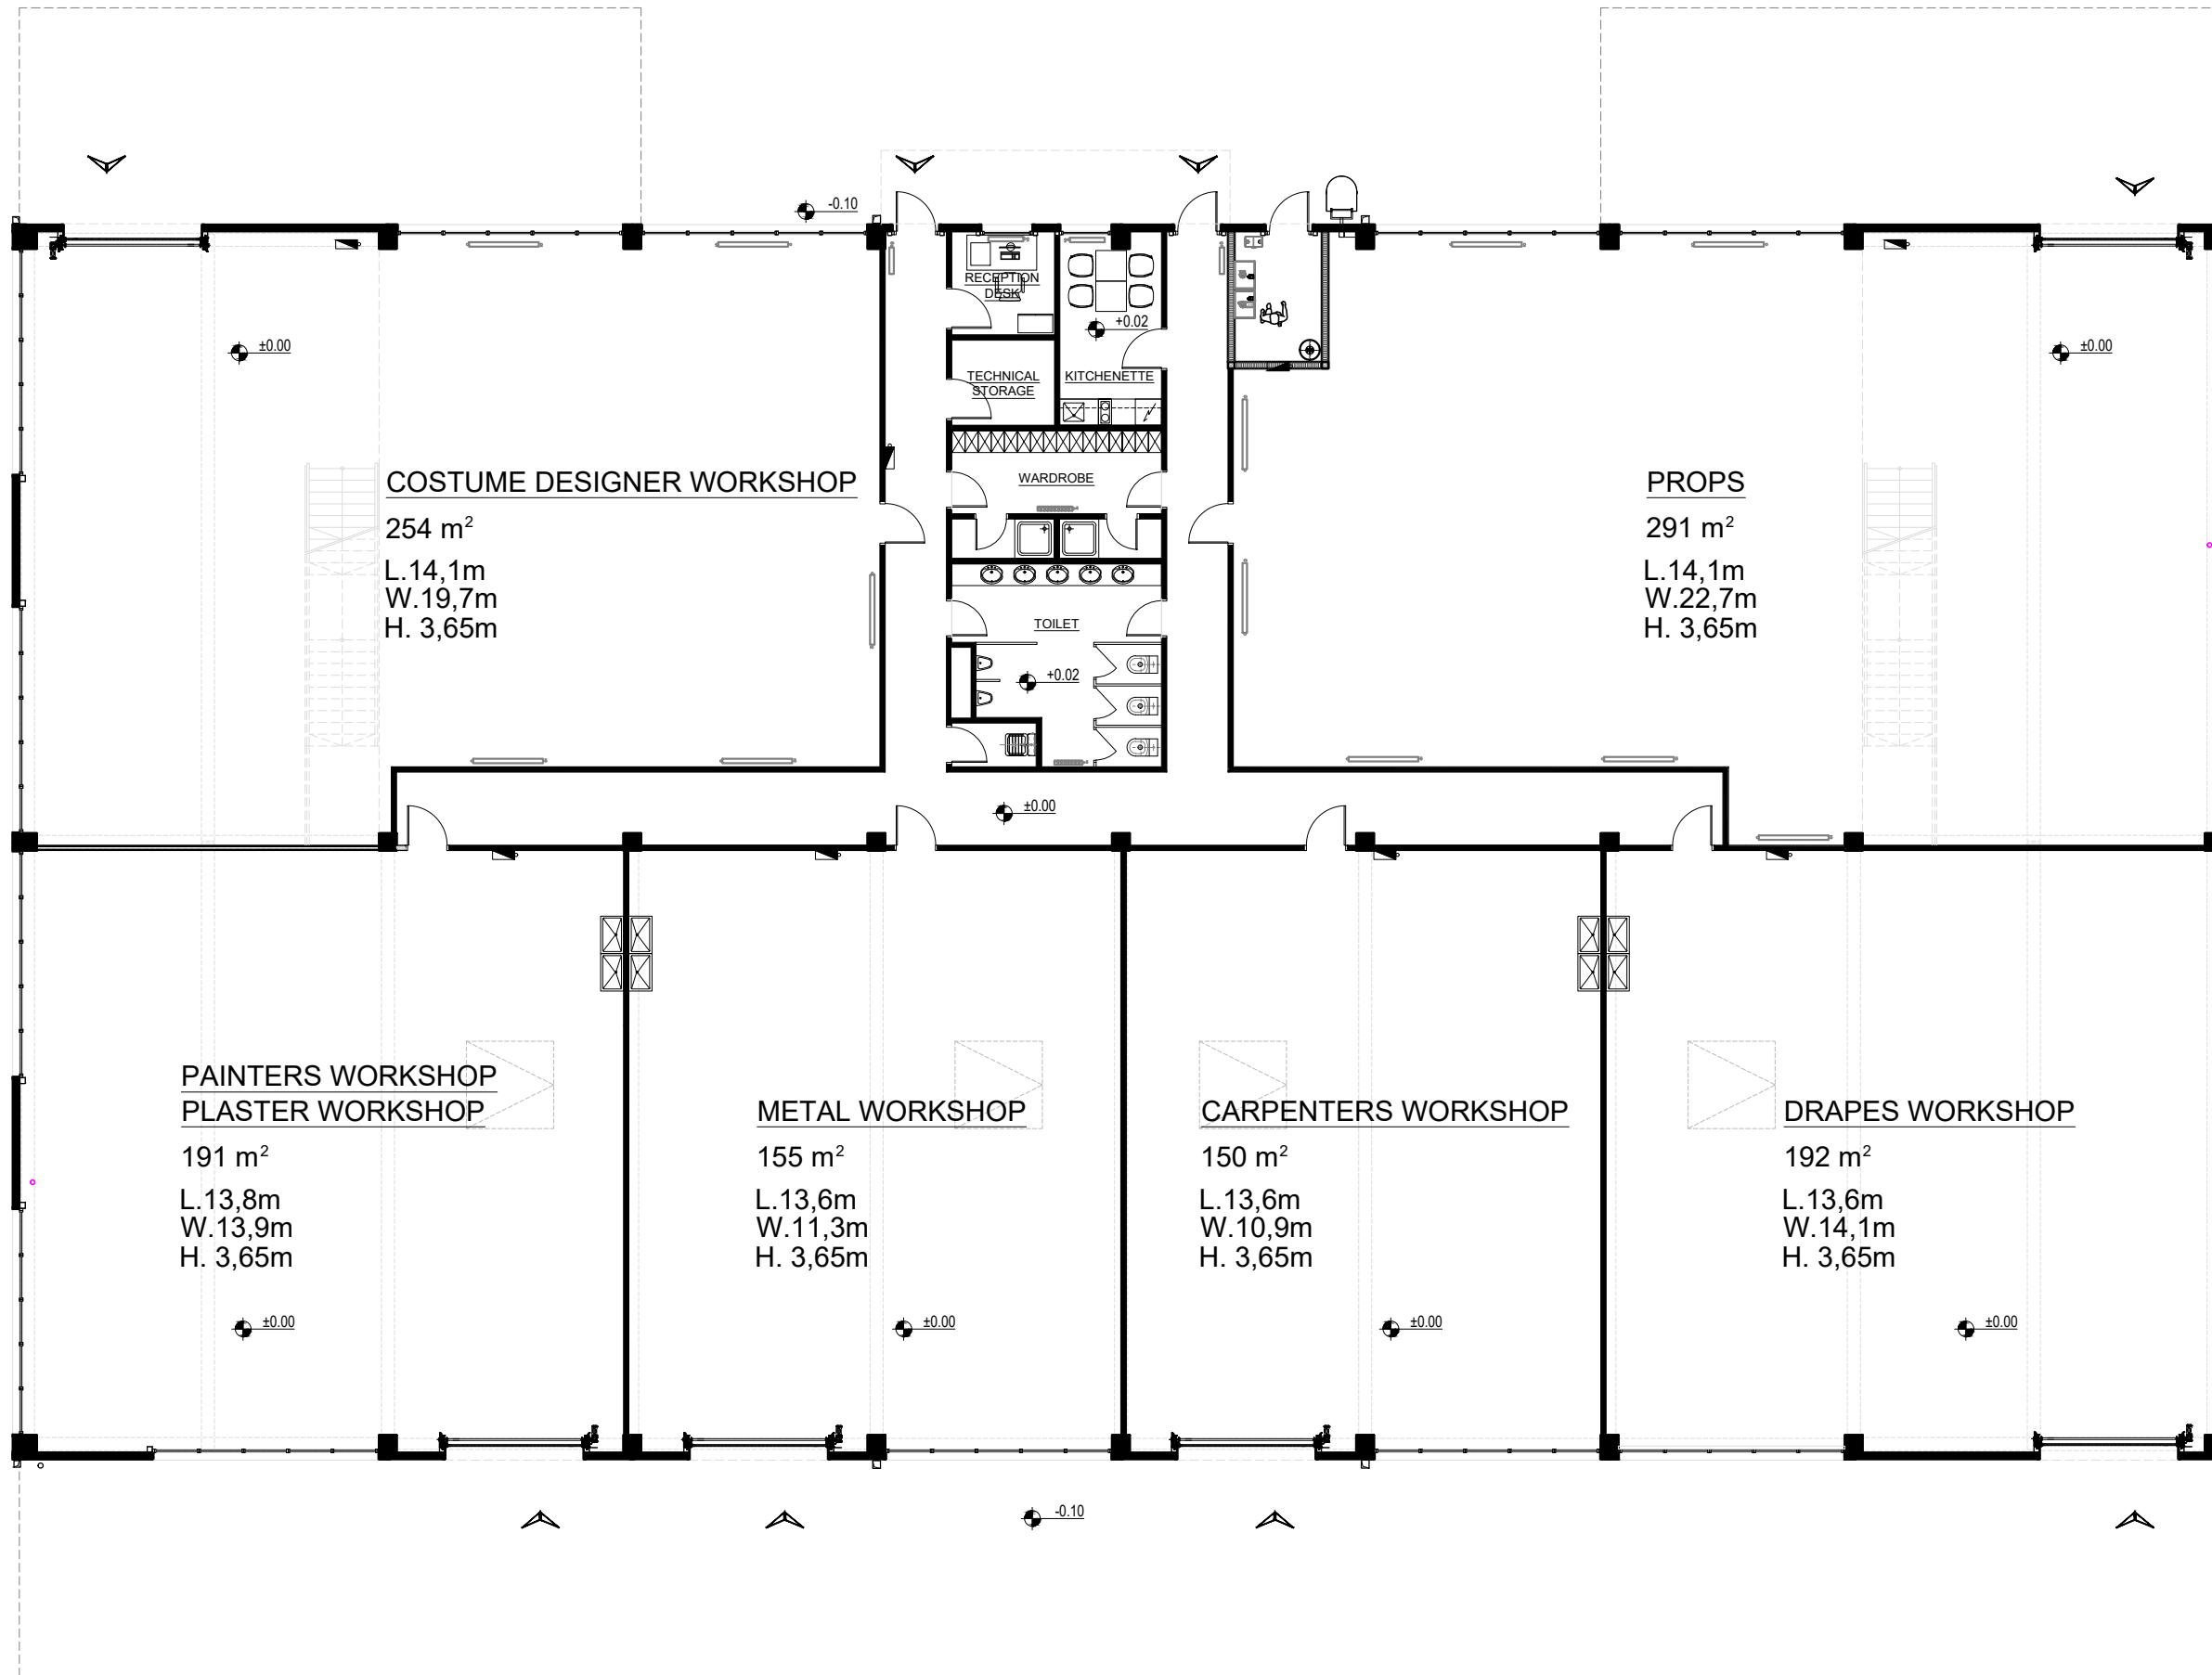 -0.10
RECEPTION
DESK
+0.02
±0.00
±0.00
TECHNICAL
STORAGE
KITCHENETTE
COSTUME DESIGNER WORKSHOP
254 m²
L.14,1m
W.19,7m
H. 3,65m
WARDROBE
PROPS
291 m²
L.14,1m
W.22,7m
H. 3,65m
TOILET
+0.02
±0.00
PAINTERS WORKSHOP
PLASTER WORKSHOP
191 m²
L.13,8m
W.13,9m
H. 3,65m
±0.00
METAL WORKSHOP
155 m²
L.13,6m
W.11,3m
H. 3,65m
±0.00
CARPENTERS WORKSHOP
150 m²
L.13,6m
W.10,9m
H. 3,65m
±0.00
DRAPES WORKSHOP
192 m²
L.13,6m
W.14,1m
H. 3,65m
±0.00
-0.10